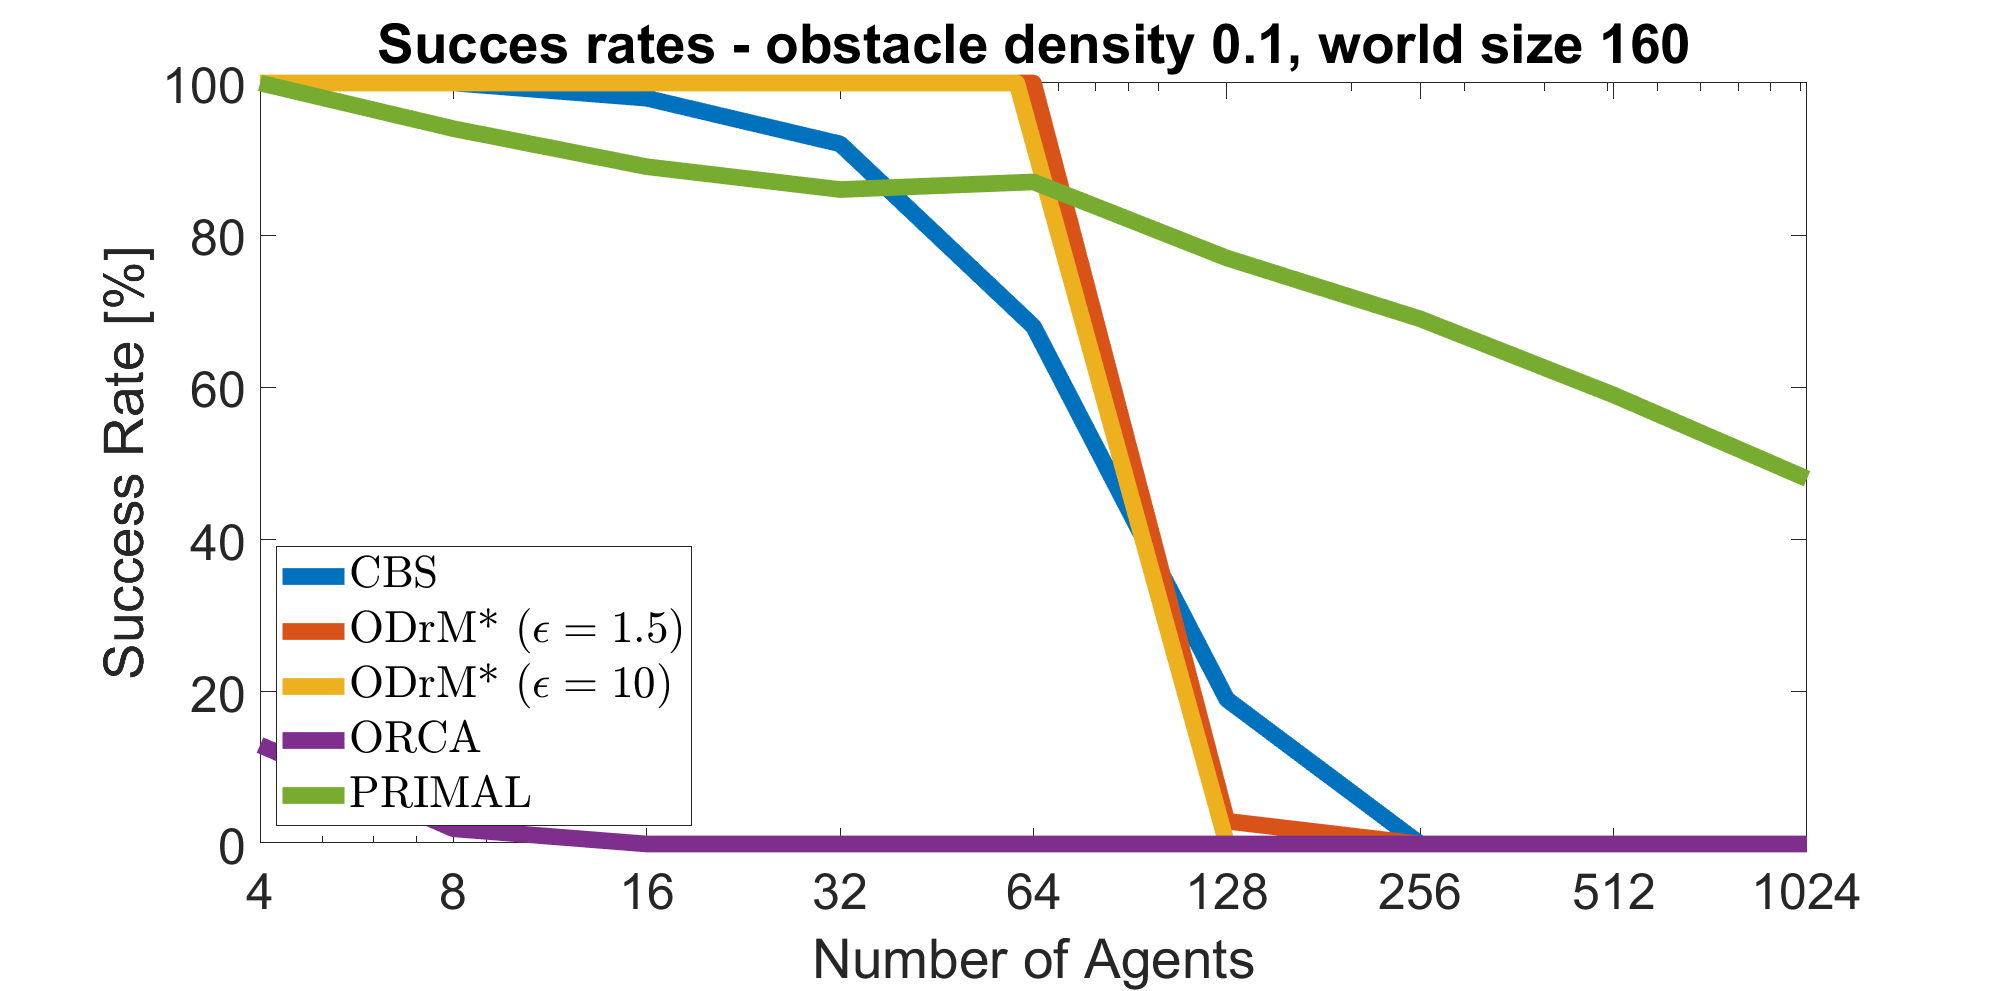 Succes rates - obstacle density 0.1, world size 160
Success Rate [%]
100
80
60
40
20
0
CBS
ODrM* (ϵ = 1.5)
ODrM* (ϵ = 10)
ORCA
PRIMAL
4 8 16 32 64 128 256 512 1024
Number of Agents